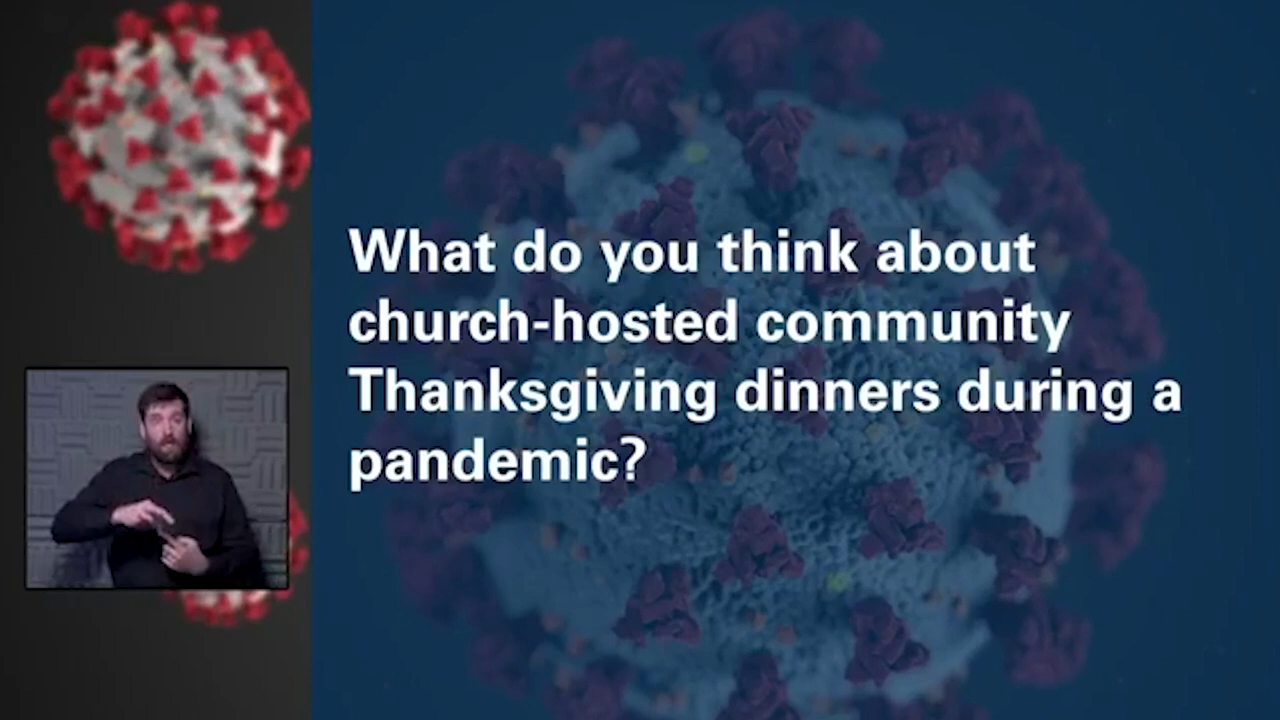 What do you think about
church-hosted community
Thanksgiving dinners during a
pandemic?